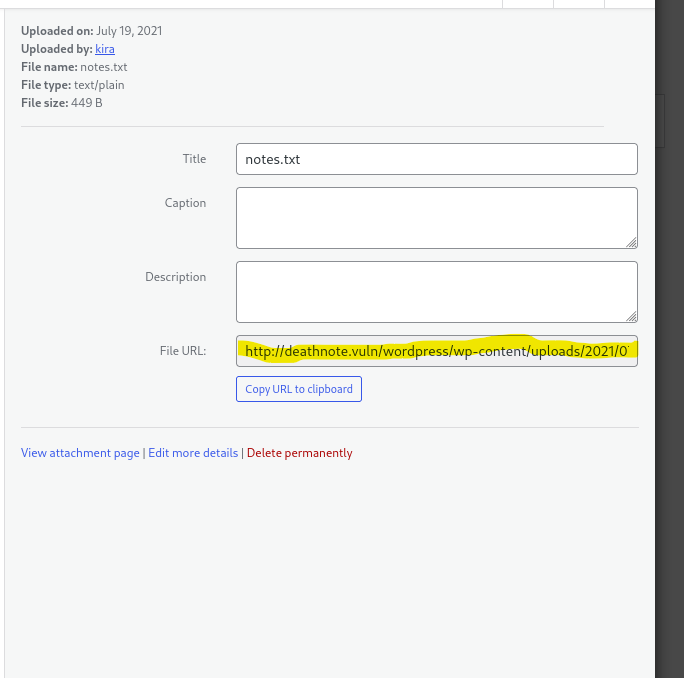 Uploaded on: July 19, 2021
Uploaded by: kira
File name: notes.txt
File type: text/plain
File size: 449 B
Title
notes.txt
Caption
Description
File URL:
http://deathnote.vuln/wordpress/wp-content/uploads/2021/0
Copy URL to clipboard
View attachment page | Edit more details | Delete permanently